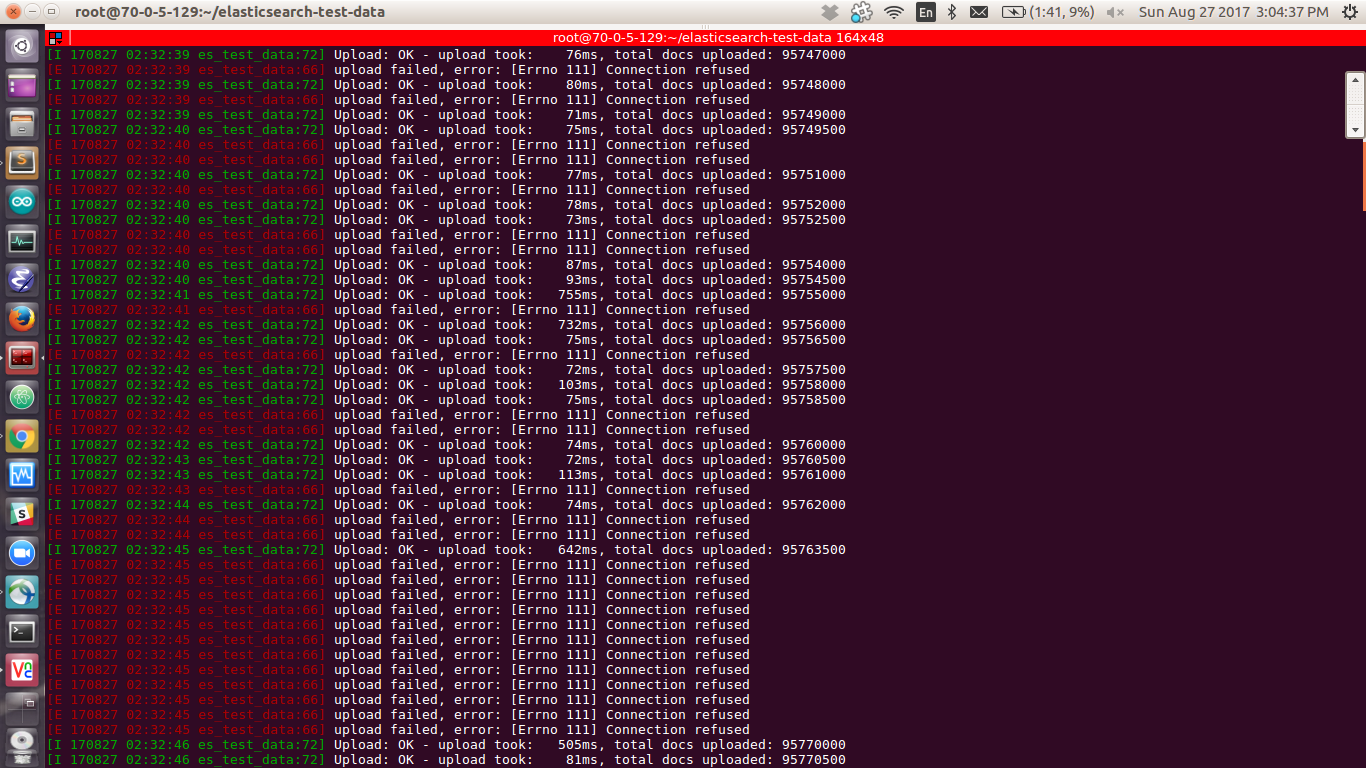 root@70-0-5-129:~/elasticsearch-test-data
En
(1:41, 9%)
Sun Aug 27 2017 3:04:37 PM
root@70-0-5-129:~/elasticsearch-test-data 164x48
[I 170827 02:32:39 es_test_data:72] Upload: OK - upload took:    76ms, total docs uploaded: 95747000
[E 170827 02:32:39 es_test_data:66] upload failed, error: [Errno 111] Connection refused
[I 170827 02:32:39 es_test_data:72] Upload: OK - upload took:    80ms, total docs uploaded: 95748000
[E 170827 02:32:39 es_test_data:66] upload failed, error: [Errno 111] Connection refused
[I 170827 02:32:39 es_test_data:72] Upload: OK - upload took:    71ms, total docs uploaded: 95749000
[I 170827 02:32:40 es_test_data:72] Upload: OK - upload took:    75ms, total docs uploaded: 95749500
[E 170827 02:32:40 es_test_data:66] upload failed, error: [Errno 111] Connection refused
[E 170827 02:32:40 es_test_data:66] upload failed, error: [Errno 111] Connection refused
[I 170827 02:32:40 es_test_data:72] Upload: OK - upload took:    77ms, total docs uploaded: 95751000
[E 170827 02:32:40 es_test_data:66] upload failed, error: [Errno 111] Connection refused
[I 170827 02:32:40 es_test_data:72] Upload: OK - upload took:    78ms, total docs uploaded: 95752000
[I 170827 02:32:40 es_test_data:72] Upload: OK - upload took:    73ms, total docs uploaded: 95752500
[E 170827 02:32:40 es_test_data:66] upload failed, error: [Errno 111] Connection refused
[E 170827 02:32:40 es_test_data:66] upload failed, error: [Errno 111] Connection refused
[I 170827 02:32:40 es_test_data:72] Upload: OK - upload took:    87ms, total docs uploaded: 95754000
[I 170827 02:32:40 es_test_data:72] Upload: OK - upload took:    93ms, total docs uploaded: 95754500
[I 170827 02:32:41 es_test_data:72] Upload: OK - upload took:   755ms, total docs uploaded: 95755000
[E 170827 02:32:41 es_test_data:66] upload failed, error: [Errno 111] Connection refused
[I 170827 02:32:42 es_test_data:72] Upload: OK - upload took:   732ms, total docs uploaded: 95756000
[I 170827 02:32:42 es_test_data:72] Upload: OK - upload took:    75ms, total docs uploaded: 95756500
[E 170827 02:32:42 es_test_data:66] upload failed, error: [Errno 111] Connection refused
[I 170827 02:32:42 es_test_data:72] Upload: OK - upload took:    72ms, total docs uploaded: 95757500
[I 170827 02:32:42 es_test_data:72] Upload: OK - upload took:   103ms, total docs uploaded: 95758000
[I 170827 02:32:42 es_test_data:72] Upload: OK - upload took:    75ms, total docs uploaded: 95758500
[E 170827 02:32:42 es_test_data:66] upload failed, error: [Errno 111] Connection refused
[E 170827 02:32:42 es_test_data:66] upload failed, error: [Errno 111] Connection refused
[I 170827 02:32:42 es_test_data:72] Upload: OK - upload took:    74ms, total docs uploaded: 95760000
[I 170827 02:32:43 es_test_data:72] Upload: OK - upload took:    72ms, total docs uploaded: 95760500
[I 170827 02:32:43 es_test_data:72] Upload: OK - upload took:   113ms, total docs uploaded: 95761000
[E 170827 02:32:43 es_test_data:66] upload failed, error: [Errno 111] Connection refused
[I 170827 02:32:44 es_test_data:72] Upload: OK - upload took:    74ms, total docs uploaded: 95762000
[E 170827 02:32:44 es_test_data:66] upload failed, error: [Errno 111] Connection refused
[E 170827 02:32:44 es_test_data:66] upload failed, error: [Errno 111] Connection refused
[I 170827 02:32:45 es_test_data:72] Upload: OK - upload took:   642ms, total docs uploaded: 95763500
[E 170827 02:32:45 es_test_data:66] upload failed, error: [Errno 111] Connection refused
[E 170827 02:32:45 es_test_data:66] upload failed, error: [Errno 111] Connection refused
[E 170827 02:32:45 es_test_data:66] upload failed, error: [Errno 111] Connection refused
[E 170827 02:32:45 es_test_data:66] upload failed, error: [Errno 111] Connection refused
[E 170827 02:32:45 es_test_data:66] upload failed, error: [Errno 111] Connection refused
[E 170827 02:32:45 es_test_data:66] upload failed, error: [Errno 111] Connection refused
[E 170827 02:32:45 es_test_data:66] upload failed, error: [Errno 111] Connection refused
[E 170827 02:32:45 es_test_data:66] upload failed, error: [Errno 111] Connection refused
[E 170827 02:32:45 es_test_data:66] upload failed, error: [Errno 111] Connection refused
[E 170827 02:32:45 es_test_data:66] upload failed, error: [Errno 111] Connection refused
[E 170827 02:32:45 es_test_data:66] upload failed, error: [Errno 111] Connection refused
[E 170827 02:32:45 es_test_data:66] upload failed, error: [Errno 111] Connection refused
[I 170827 02:32:46 es_test_data:72] Upload: OK - upload took:   505ms, total docs uploaded: 95770000
[I 170827 02:32:46 es_test_data:72] Upload: OK - upload took:    81ms, total docs uploaded: 95770500